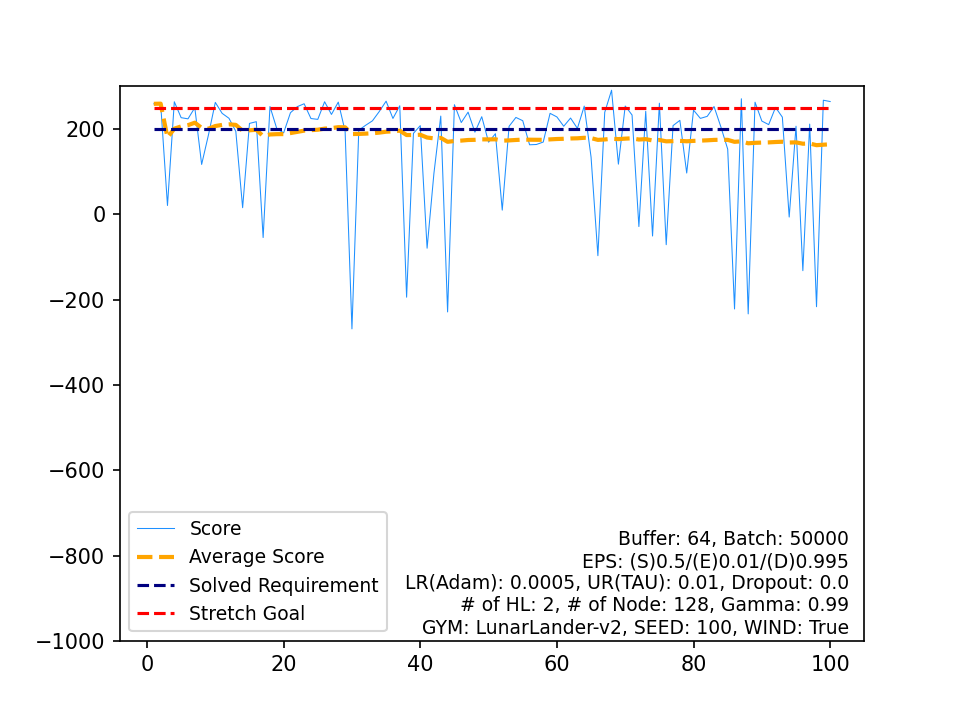 200
0
−200
−400
−600
−800
−1000
0 20 40 60 80 100
Score
Average Score
Solved Requirement
Stretch Goal
Buffer: 64, Batch: 50000
EPS: (S)0.5/(E)0.01/(D)0.995
LR(Adam): 0.0005, UR(TAU): 0.01, Dropout: 0.0
# of HL: 2, # of Node: 128, Gamma: 0.99
GYM: LunarLander-v2, SEED: 100, WIND: True